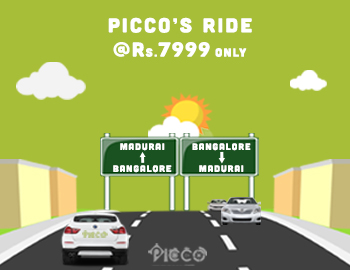 PICCO'S RIDE
@RS.7999 ONLY
MADURAI
BANGALORE
BANGALORE
MADURAI
PICCO
PICCO